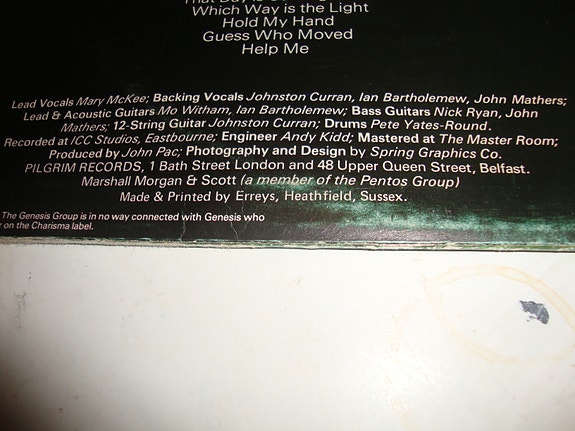 That Day is
Which Way is the Light
Hold My Hand
Guess Who Moved
Help Me
Lead Vocals Mary McKee; Backing Vocals Johnston Curran, Ian Bartholemew, John Mathers;
Lead & Acoustic Guitars Mo Witham, Ian Bartholemew; Bass Guitars Nick Ryan, John
Mathers; 12-String Guitar Johnston Curran; Drums Pete Yates-Round.
Recorded at ICC Studios, Eastbourne; Engineer Andy Kidd; Mastered at The Master Room;
Produced by John Pac; Photography and Design by Spring Graphics Co.
PILGRIM RECORDS, 1 Bath Street London and 48 Upper Queen Street, Belfast.
Marshall Morgan & Scott (a member of the Pentos Group)
Made & Printed by Erreys, Heathfield, Sussex.
The Genesis Group is in no way connected with Genesis who
on the Charisma label.